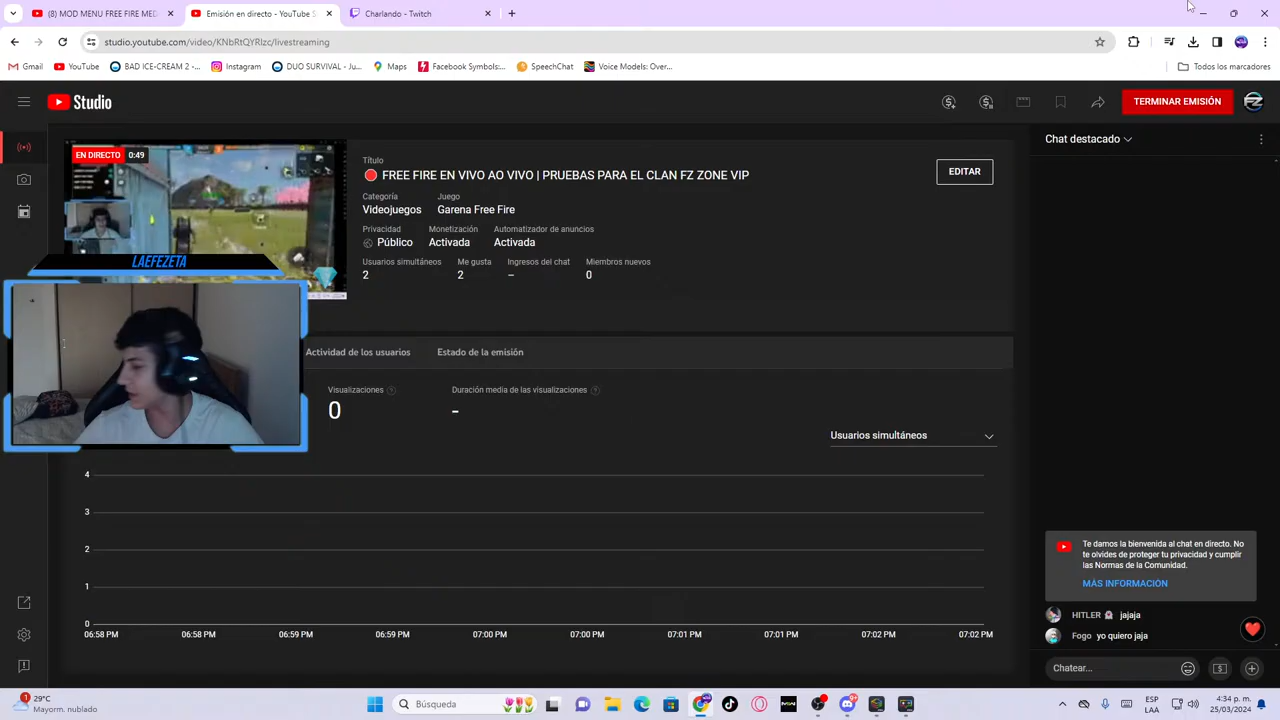 (8) MOD MENU FREE FIRE MED
Emisión en directo - YouTube S
Charlando - Twitch
studio.youtube.com/video/KNbRtQYRlzc/livestreaming
Gmail YouTube BAD ICE-CREAM 2 -... Instagram DUO SURVIVAL - Ju... Maps Facebook Symbols:... SpeechChat Voice Models: Over... Todos los marcadores
Studio
TERMINAR EMISIÓN
FZ
EN DIRECTO 0:49
Título
FREE FIRE EN VIVO AO VIVO | PRUEBAS PARA EL CLAN FZ ZONE VIP
EDITAR
Categoría Juego
Videojuegos Garena Free Fire
Privacidad Monetización Automatizador de anuncios
Público Activada Activada
Usuarios simultáneos Me gusta Ingresos del chat Miembros nuevos
2 2 – 0
LAEFEZETA
Actividad de los usuarios Estado de la emisión
Visualizaciones Duración media de las visualizaciones
0 -
Usuarios simultáneos
4
3
2
1
0
06:58 PM 06:58 PM 06:59 PM 06:59 PM 07:00 PM 07:00 PM 07:01 PM 07:01 PM 07:02 PM 07:02 PM
Chat destacado
Te damos la bienvenida al chat en directo. No
te olvides de proteger tu privacidad y cumplir
las Normas de la Comunidad.
MÁS INFORMACIÓN
HITLER jajaja
Fogo yo quiero jaja
Chatear...
1
29°C
Mayorm. nublado
Búsqueda
ESP
LAA
4:34 p. m.
25/03/2024